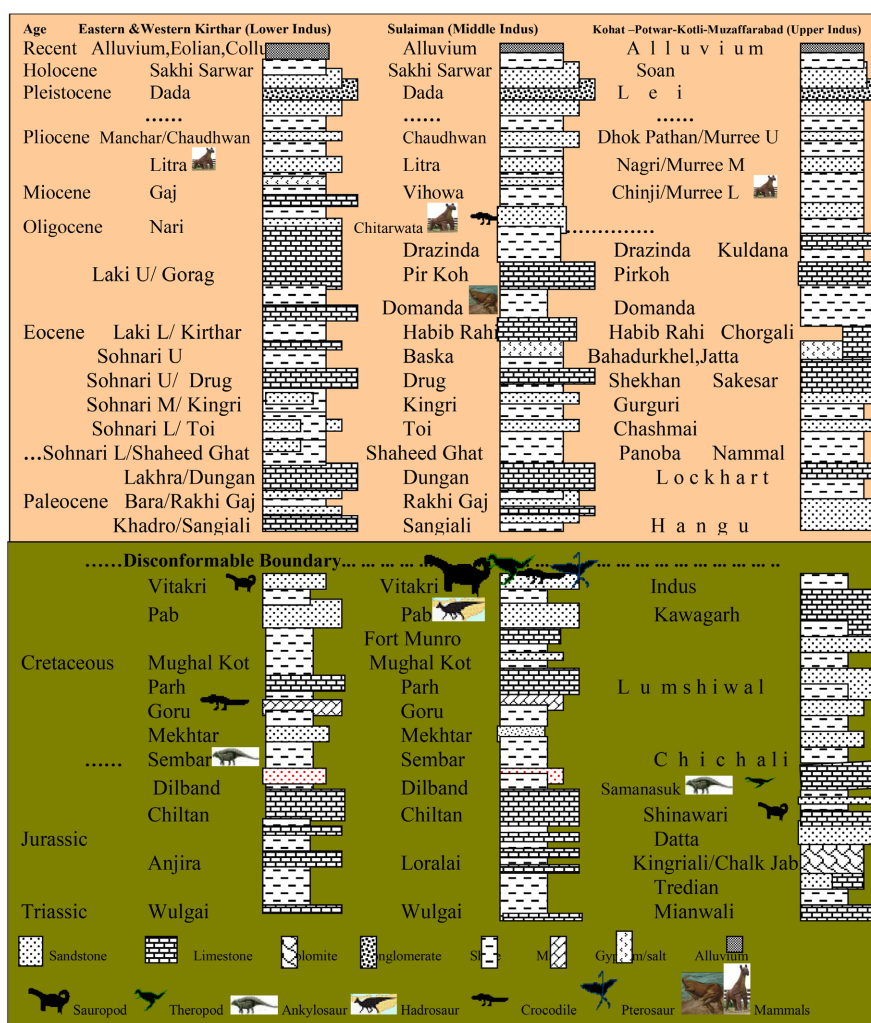 Age Eastern &Western Kirthar (Lower Indus) Sulaiman (Middle Indus) Kohat –Potwar-Kotli-Muzaffarabad (Upper Indus)
Recent Alluvium,Eolian,Collu Alluvium A l l u v i u m
Holocene Sakhi Sarwar Sakhi Sarwar Soan
Pleistocene Dada Dada L e i
...... ...... ......
Pliocene Manchar/Chaudhwan Chaudhwan Dhok Pathan/Murree U
Litra Litra Nagri/Murree M
Miocene Gaj Vihowa Chinji/Murree L
Oligocene Nari Chitarwata ..............
Drazinda Drazinda Kuldana
Laki U/ Gorag Pir Koh Pirkoh
Domanda Domanda
Eocene Laki L/ Kirthar Habib Rahi Habib Rahi Chorgali
Sohnari U Baska Bahadurkhel,Jatta
Sohnari U/ Drug Drug Shekhan Sakesar
Sohnari M/ Kingri Kingri Gurguri
Sohnari L/ Toi Toi Chashmai
...Sohnari L/Shaheed Ghat Shaheed Ghat Panoba Nammal
Lakhra/Dungan Dungan L o c k h a r t
Paleocene Bara/Rakhi Gaj Rakhi Gaj
Khadro/Sangiali Sangiali H a n g u
......Disconformable Boundary... ... ... ... ... ... ... ... ... ... ... ... ... ... ... ..
Vitakri Vitakri Indus
Pab Pab Kawagarh
Fort Munro
Cretaceous Mughal Kot Mughal Kot
Parh Parh L u m s h i w a l
Goru Goru
Mekhtar Mekhtar
...... Sembar Sembar C h i c h a l i
Dilband Dilband Samanasuk
Chiltan Chiltan Shinawari
Jurassic Datta
Anjira Loralai Kingriali/Chalk Jab
Tredian
Triassic Wulgai Wulgai Mianwali
Sandstone Limestone olomite onglomerate Gyp m/salt Alluvium
Sauropod Theropod Ankylosaur Hadrosaur Crocodile Pterosaur Mammals